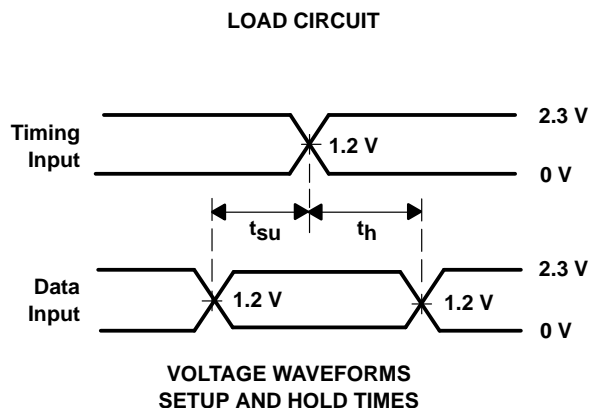 LOAD CIRCUIT
2.3 V
Timing
Input
1.2 V
0 V
tsu
th
2.3 V
Data
Input
1.2 V
1.2 V
0 V
VOLTAGE WAVEFORMS
SETUP AND HOLD TIMES